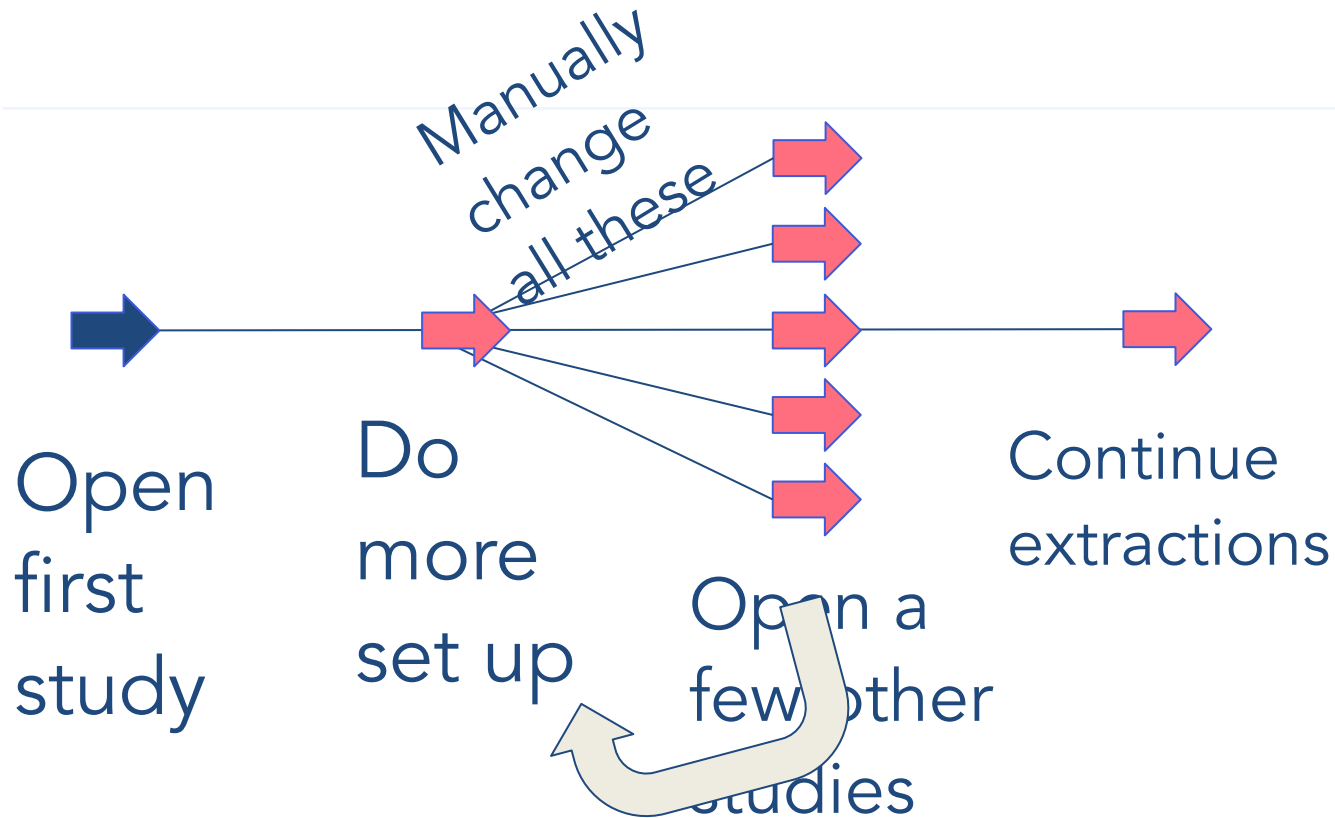 Manually
change
all these
Open
first
study
Do
more
set up
Open a
few other
studies
Continue
extractions